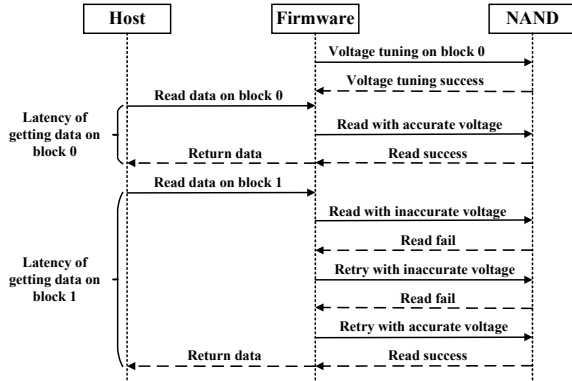 Host
Firmware
NAND
Voltage tuning on block 0
Voltage tuning success
Read data on block 0
Latency of
getting data on
block 0
Read with accurate voltage
Return data
Read success
Read data on block 1
Read with inaccurate voltage
Read fail
Latency of
getting data on
block 1
Retry with inaccurate voltage
Read fail
Retry with accurate voltage
Return data
Read success